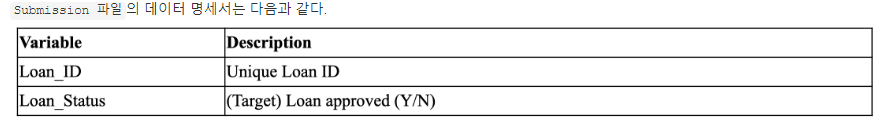 Submission 파일 의 데이터 명세서는 다음과 같다.
Variable Description
Loan_ID Unique Loan ID
Loan_Status (Target) Loan approved (Y/N)